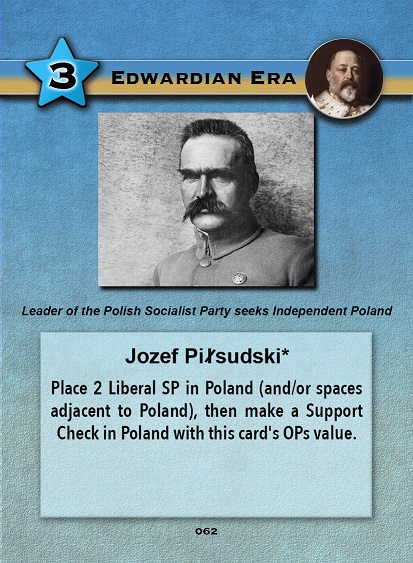 3
EDWARDIAN ERA
Leader of the Polish Socialist Party seeks Independent Poland
Jozef Piłsudski*
Place 2 Liberal SP in Poland (and/or spaces
adjacent to Poland), then make a Support
Check in Poland with this card's OPs value.
062